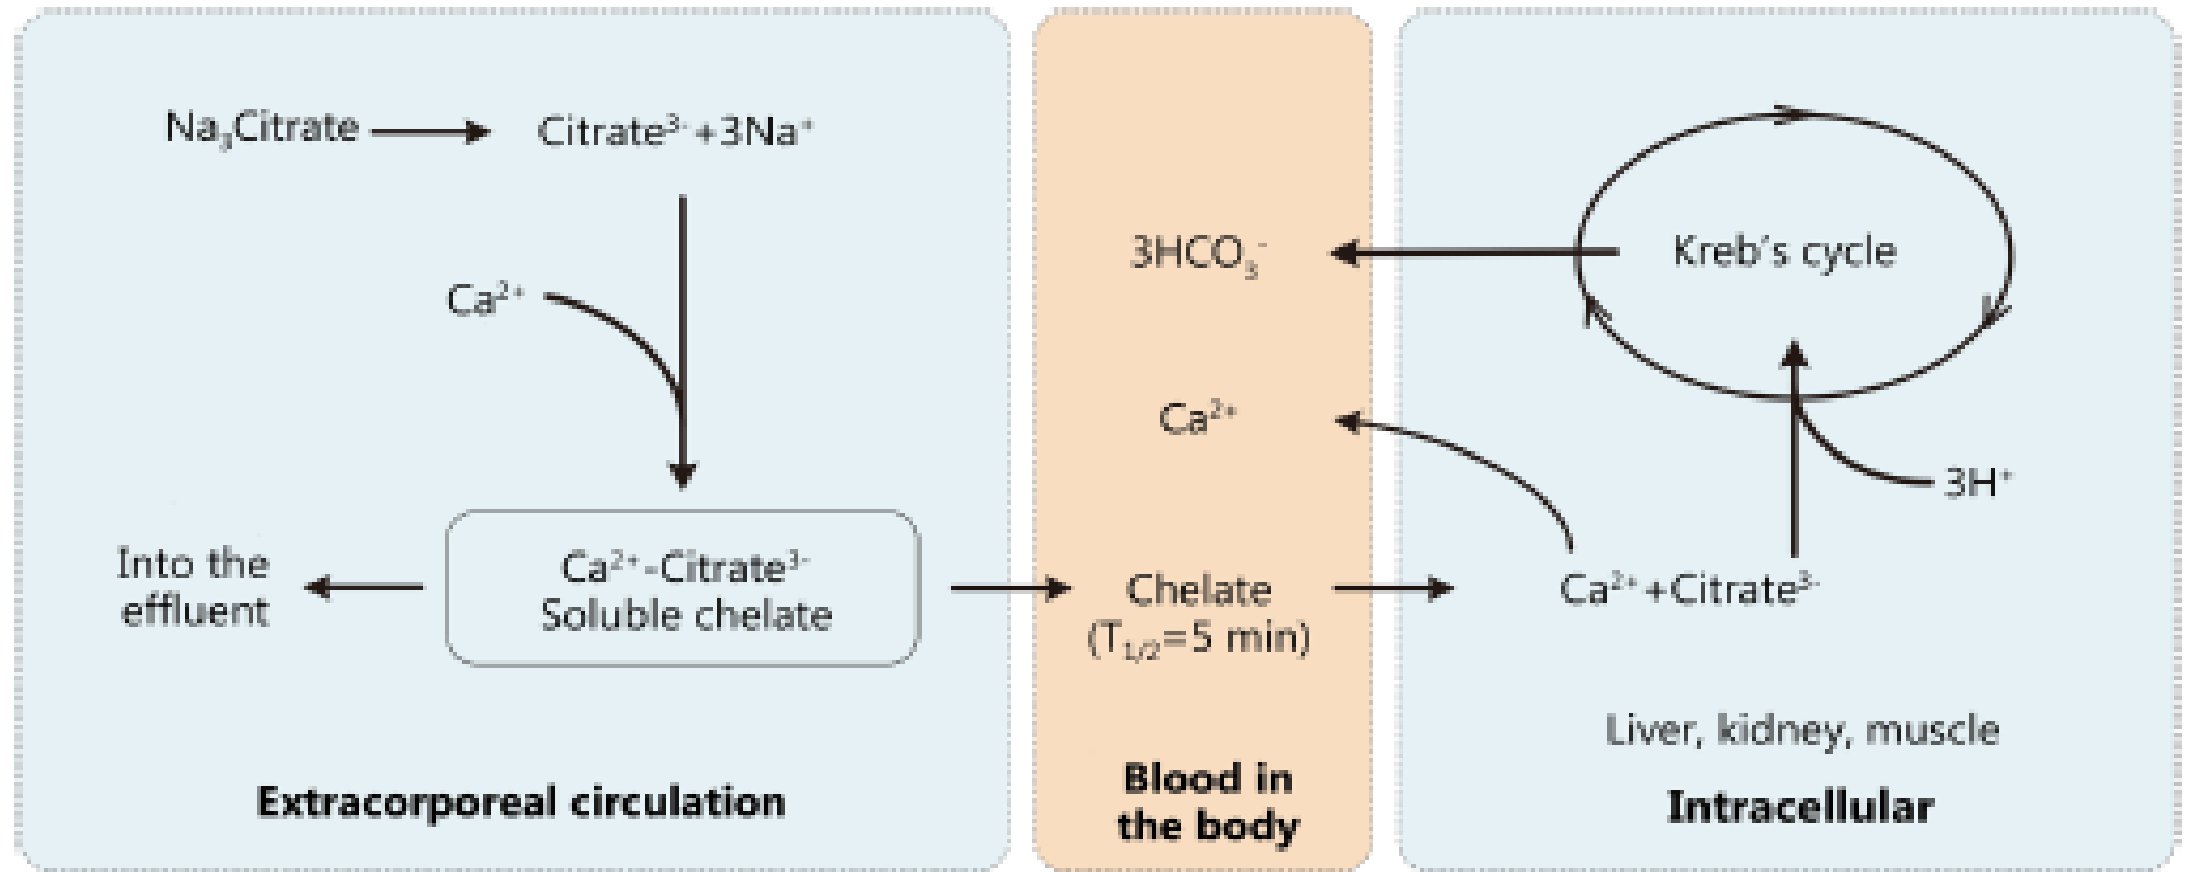 Na₃Citrate
Citrate³⁻+3Na⁺
Ca²⁺
Into the
effluent
Ca²⁺-Citrate³⁻
Soluble chelate
Extracorporeal circulation
3HCO₃⁻
Ca²⁺
Chelate
(T₁/₂=5 min)
Blood in
the body
Kreb's cycle
3H⁺
Ca²⁺+Citrate³⁻
Liver, kidney, muscle
Intracellular